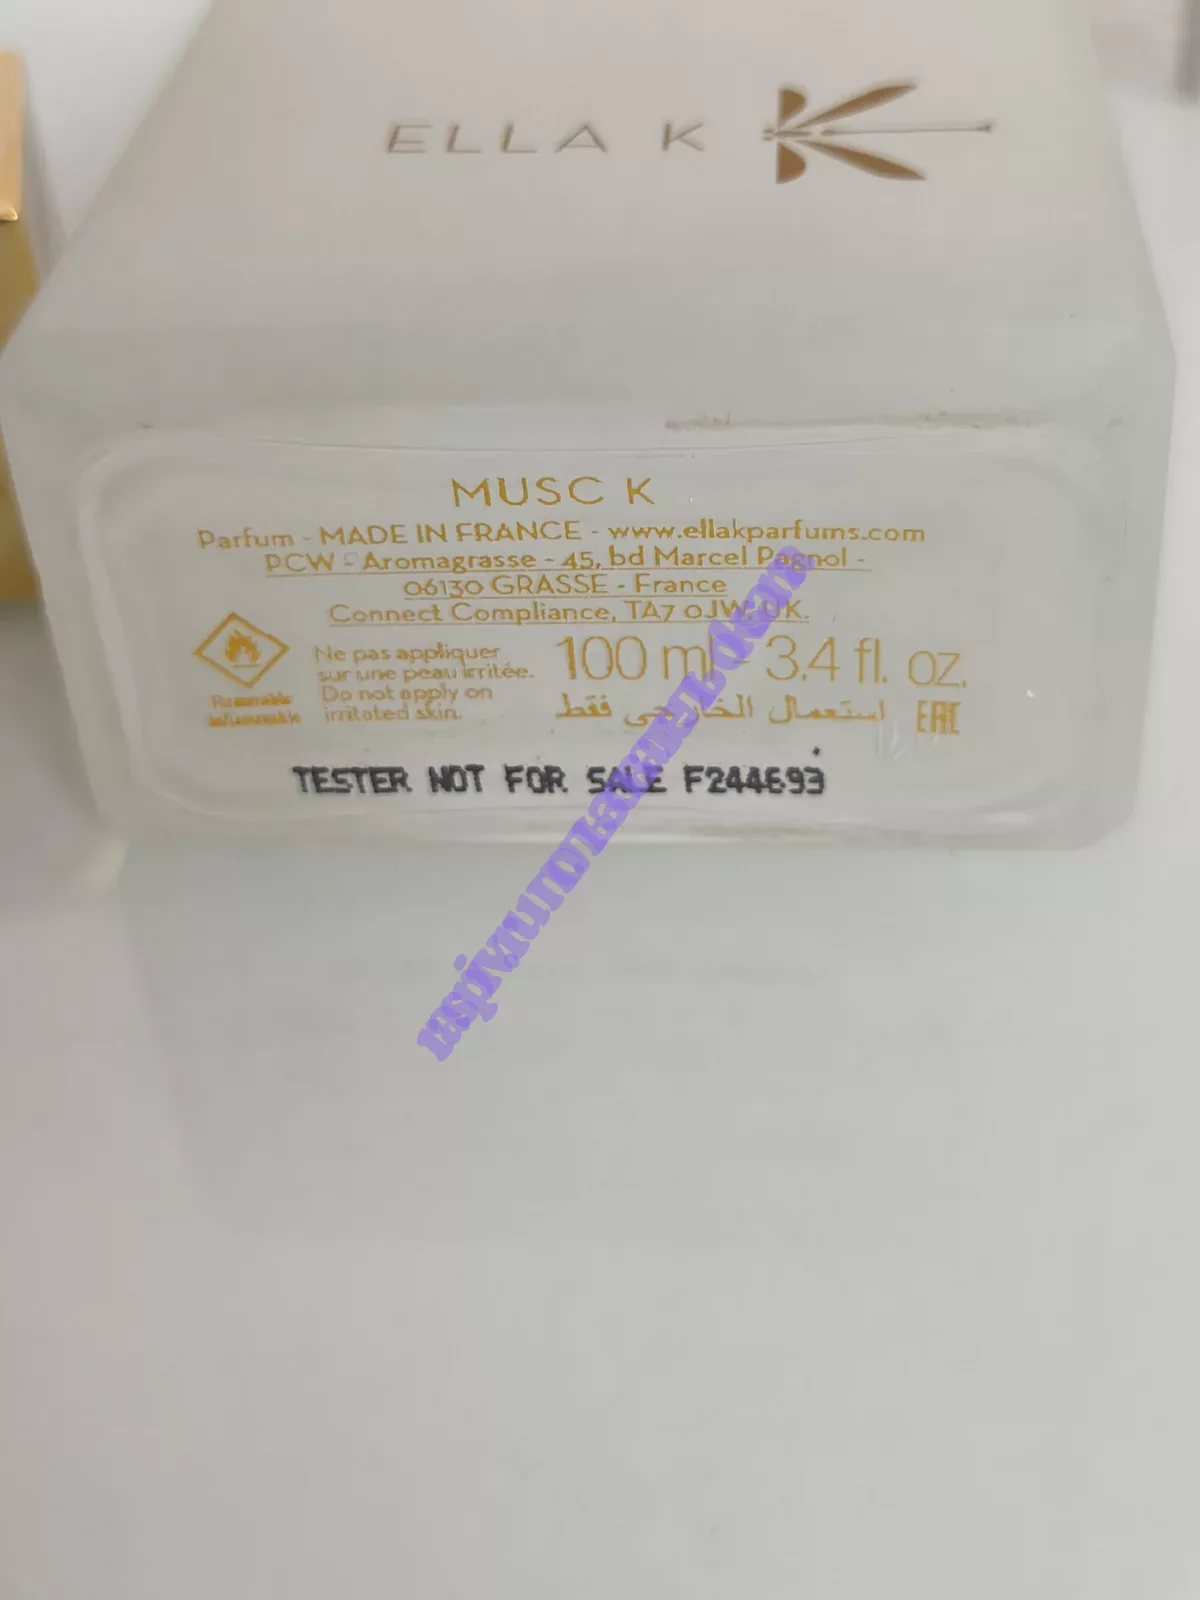 ELLA K
MUSC K
Parfum - MADE IN FRANCE - www.ellakparfums.com
PCW - Aromagrasse - 45, bd Marcel Pagnol -
06130 GRASSE - France
Connect Compliance, TA7 0JW, UK.
Ne pas appliquer
sur une peau irritée.
Do not apply on
irritated skin.
Flammable
Inflammable
100 ml - 3.4 fl. oz.
استعمال الخارجي فقط
EAC
TESTER NOT FOR SALE F244693